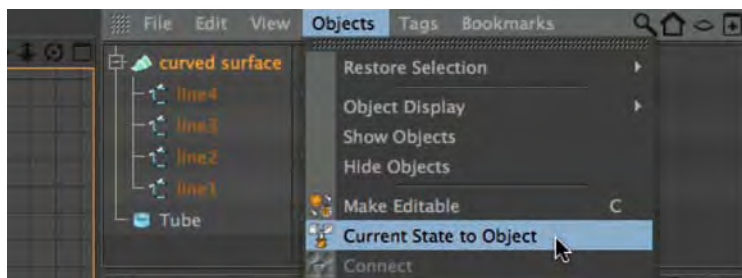 File Edit View Objects Tags Bookmarks
curved surface
line4
line3
line2
line1
Tube
Restore Selection
Object Display
Show Objects
Hide Objects
Make Editable C
Current State to Object
Connect